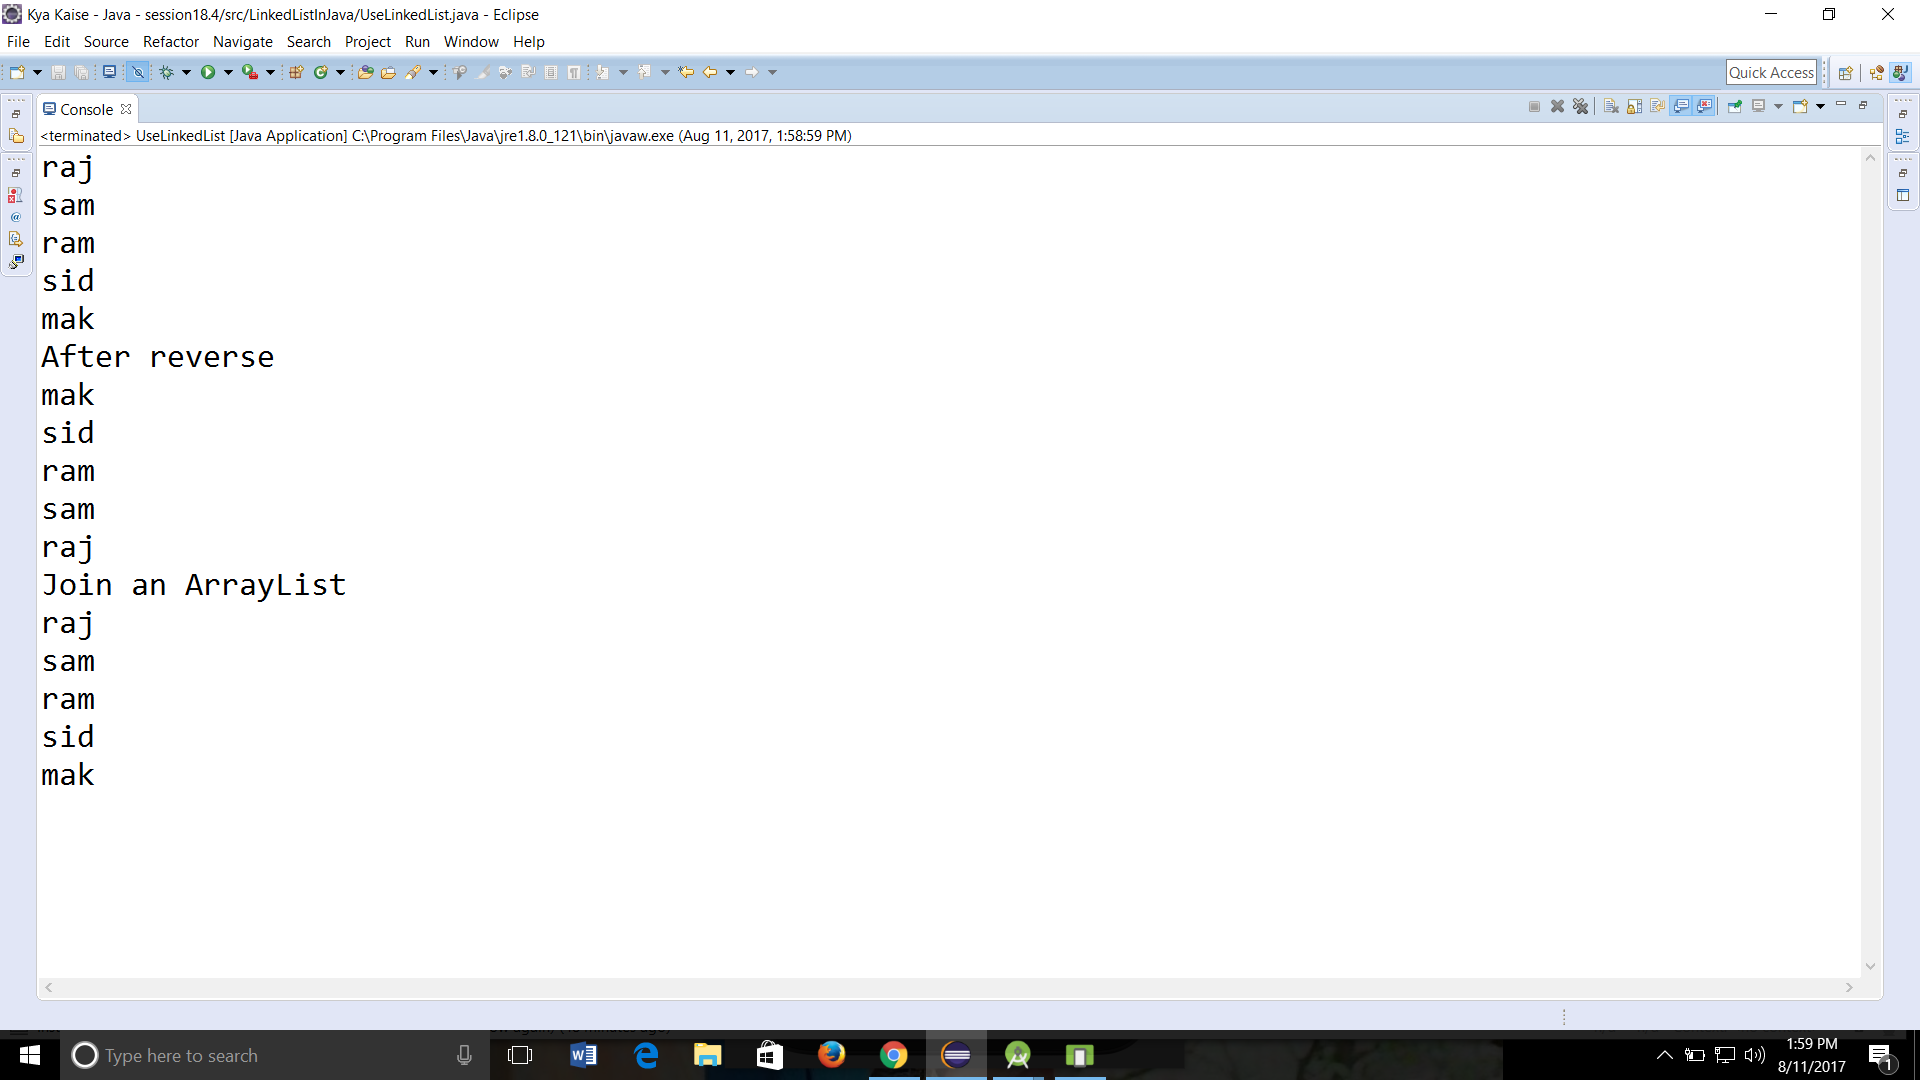 Kya Kaise - Java - session18.4/src/LinkedListInJava/UseLinkedList.java - Eclipse
File Edit Source Refactor Navigate Search Project Run Window Help
Quick Access
Console
<terminated> UseLinkedList [Java Application] C:\Program Files\Java\jre1.8.0_121\bin\javaw.exe (Aug 11, 2017, 1:58:59 PM)
raj
sam
ram
sid
mak
After reverse
mak
sid
ram
sam
raj
Join an ArrayList
raj
sam
ram
sid
mak
Type here to search
1:59 PM
8/11/2017
1